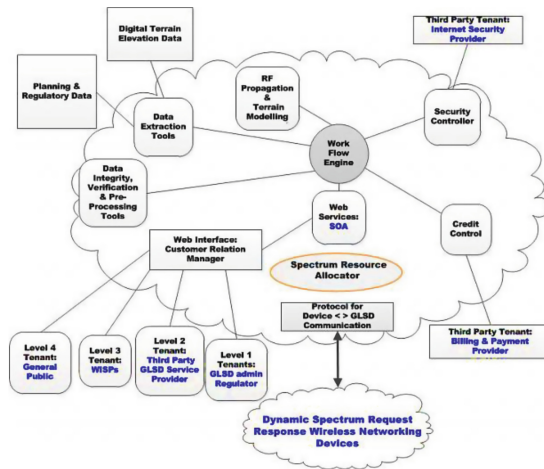 Digital Terrain
Elevation Data
Third Party Tenant:
Internet Security
Provider
Planning &
Regulatory Data
RF
Propagation
&
Terrain
Modelling
Data
Extraction
Tools
Security
Controller
Work
Flow
Engine
Data
Integrity,
Verification
& Pre-
Processing
Tools
Web
Services:
SOA
Credit
Control
Web Interface:
Customer Relation
Manager
Spectrum Resource
Allocator
Protocol for
Device < > GLSD
Communication
Level 4
Tenant:
General
Public
Level 3
Tenant:
WISPs
Level 2
Tenant:
Third Party
GLSD Service
Provider
Level 1
Tenants:
GLSD admin
Regulator
Third Party Tenant:
Billing & Payment
Provider
Dynamic Spectrum Request
Response Wireless Networking
Devices